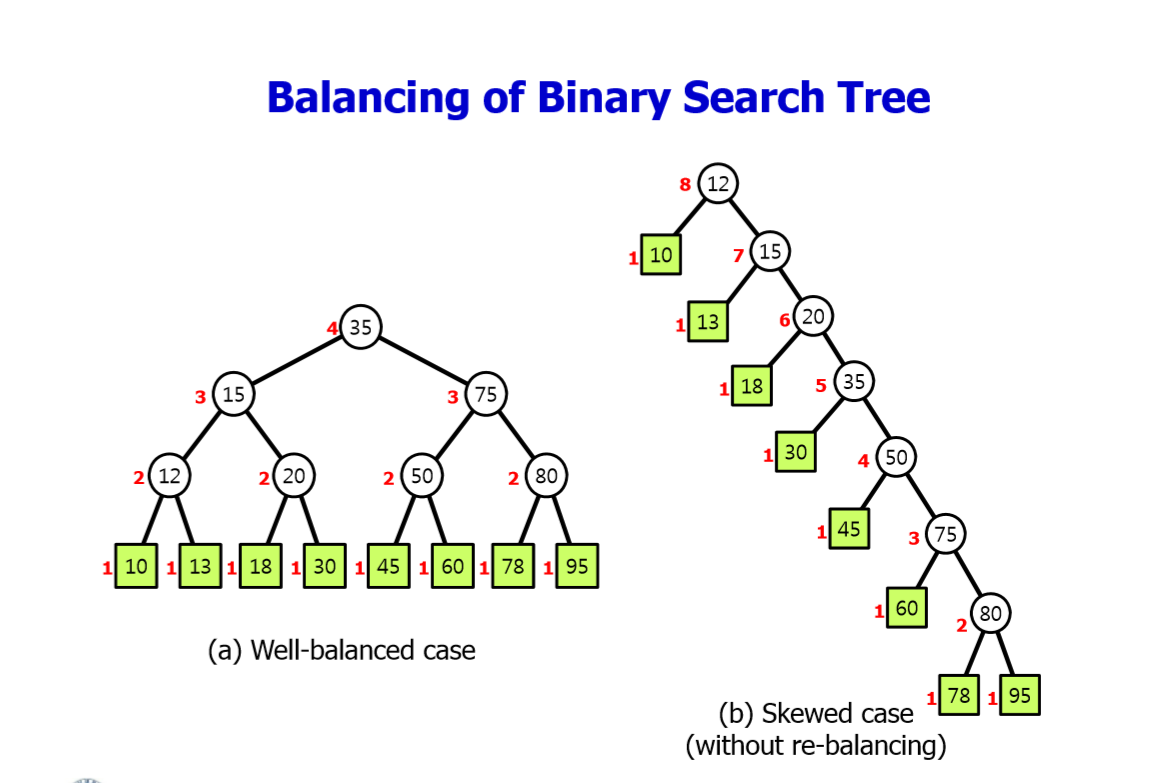 Balancing of Binary Search Tree
8 12
1 10
7 15
1 13
6 20
1 18
5 35
1 30
4 50
1 45
3 75
1 60
2 80
1 78 1 95
4 35
3 15 3 75
2 12 2 20 2 50 2 80
1 10 1 13 1 18 1 30 1 45 1 60 1 78 1 95
(a) Well-balanced case
(b) Skewed case
(without re-balancing)